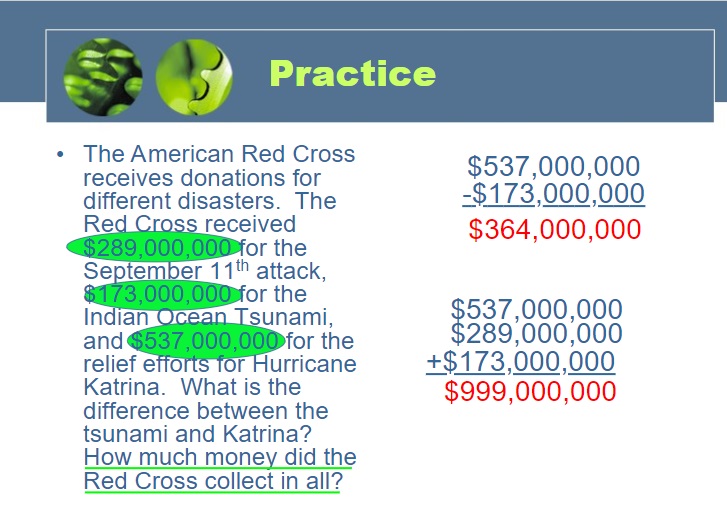 Practice
• The American Red Cross
receives donations for
different disasters. The
Red Cross received
$289,000,000 for the
September 11th attack,
$173,000,000 for the
Indian Ocean Tsunami,
and $537,000,000 for the
relief efforts for Hurricane
Katrina. What is the
difference between the
tsunami and Katrina?
How much money did the
Red Cross collect in all?
$537,000,000
-$173,000,000
$364,000,000
$537,000,000
$289,000,000
+$173,000,000
$999,000,000